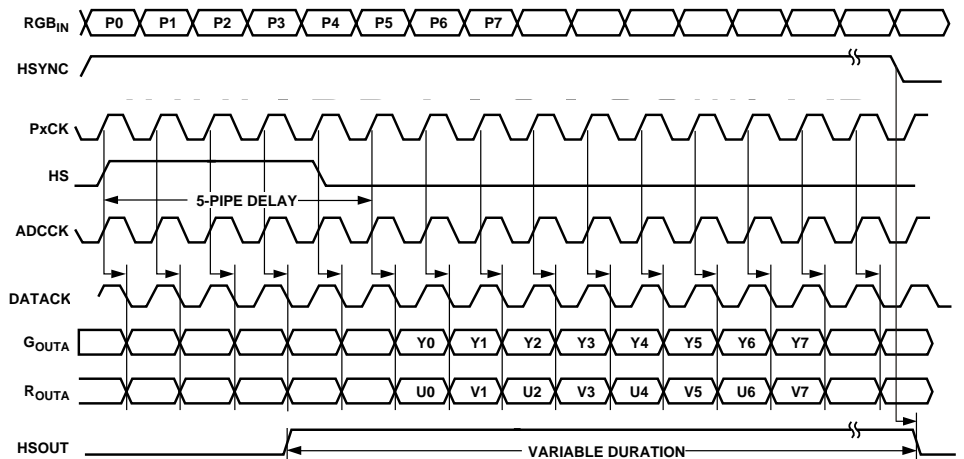 RGBIN P0 P1 P2 P3 P4 P5 P6 P7
HSYNC
PxCK
HS
5-PIPE DELAY
ADCCK
DATACK
GOUTA Y0 Y1 Y2 Y3 Y4 Y5 Y6 Y7
ROUTA U0 V1 U2 V3 U4 V5 U6 V7
HSOUT
VARIABLE DURATION